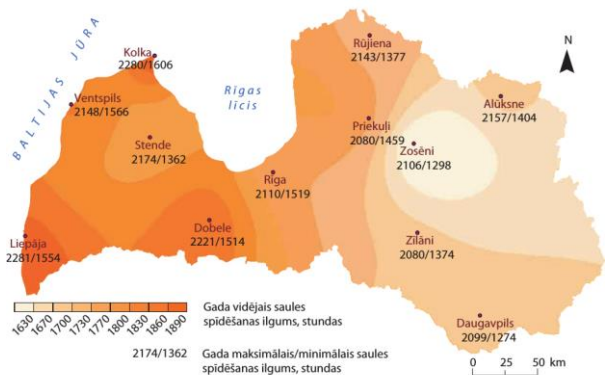 BALTIJAS JŪRA
Kolka
2280/1606
Ventspils
2148/1566
Stende
2174/1362
Rīgas
līcis
Rūjiena
2143/1377
N
Alūksne
2157/1404
Priekuļi
2080/1459
Zosēni
2106/1298
Rīga
2110/1519
Liepāja
2281/1554
Dobele
2221/1514
Zīlāni
2080/1374
Daugavpils
2099/1274
1630 1670 1700 1730 1770 1800 1830 1860 1890
Gada vidējais saules
spīdēšanas ilgums, stundas
2174/1362
Gada maksimālais/minimālais saules
spīdēšanas ilgums, stundas
0 25 50 km